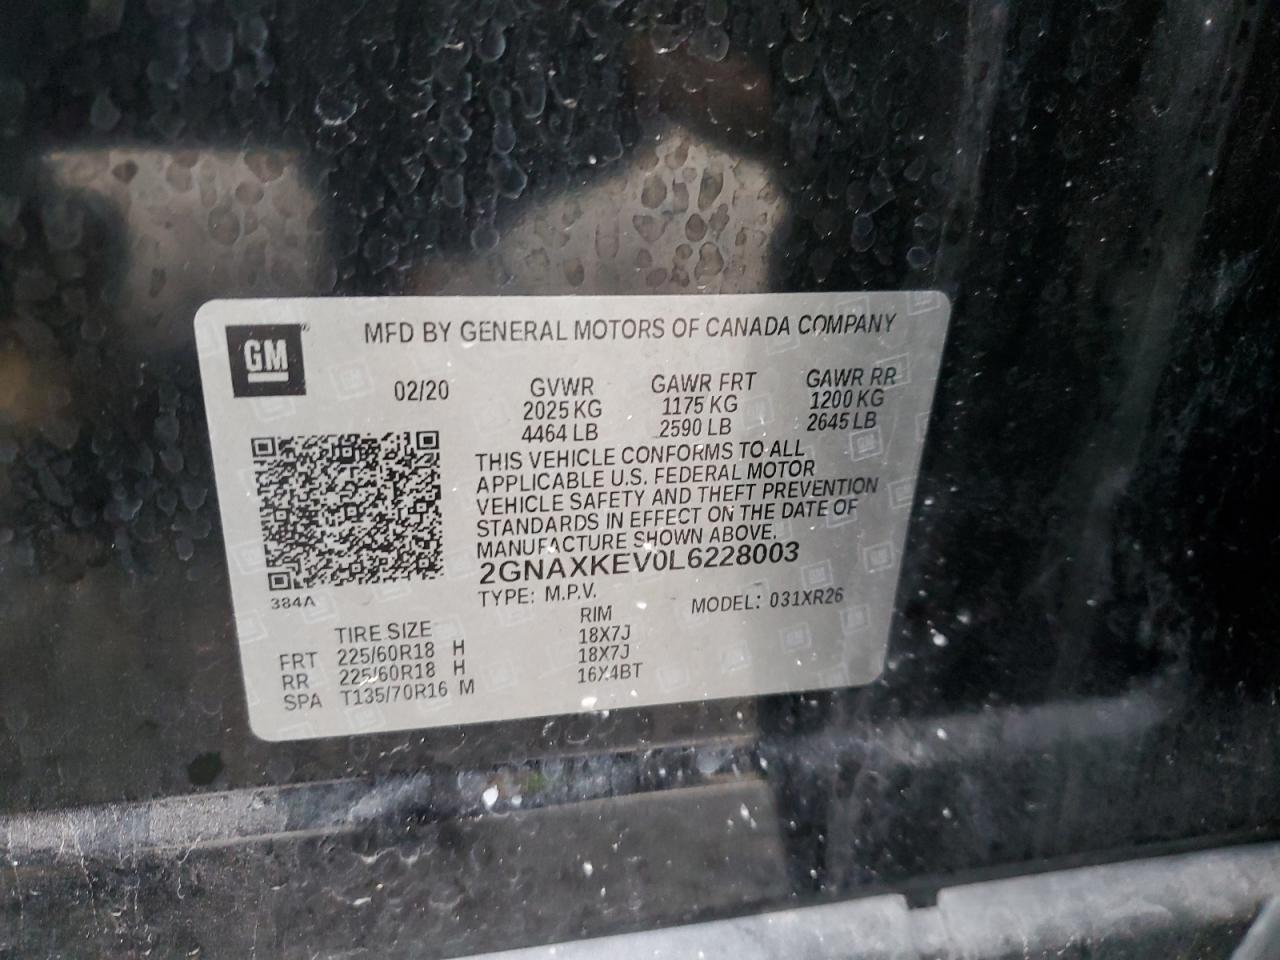 GM ®
MFD BY GENERAL MOTORS OF CANADA COMPANY
02/20 GVWR GAWR FRT GAWR RR
2025 KG 1175 KG 1200 KG
4464 LB 2590 LB 2645 LB
THIS VEHICLE CONFORMS TO ALL
APPLICABLE U.S. FEDERAL MOTOR
VEHICLE SAFETY AND THEFT PREVENTION
STANDARDS IN EFFECT ON THE DATE OF
MANUFACTURE SHOWN ABOVE.
2GNAXKEV0L6228003
384A
TYPE: M.P.V. MODEL: 031XR26
TIRE SIZE RIM
FRT 225/60R18 H 18X7J
RR 225/60R18 H 18X7J
SPA T135/70R16 M 16X4BT